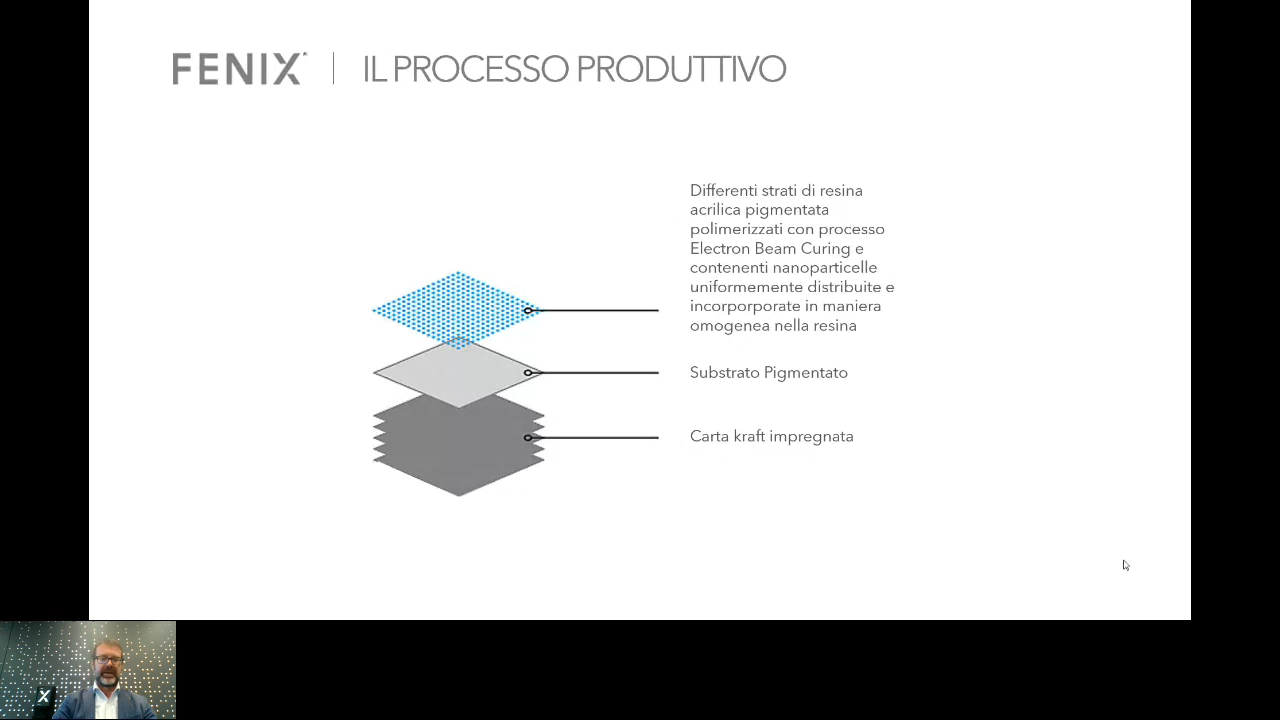 FENIX
IL PROCESSO PRODUTTIVO
Differenti strati di resina
acrilica pigmentata
polimerizzati con processo
Electron Beam Curing e
contenenti nanoparticelle
uniformemente distribuite e
incorporporate in maniera
omogenea nella resina
Substrato Pigmentato
Carta kraft impregnata
X